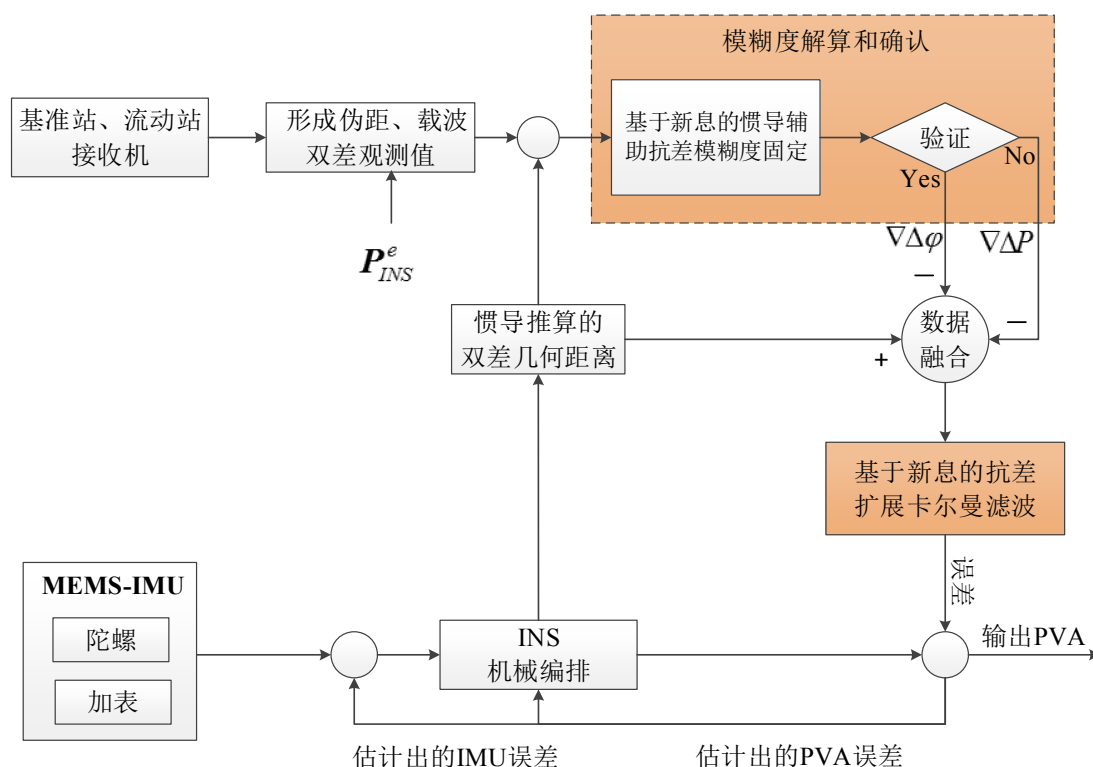 模糊度解算和确认
基准站、流动站
接收机
形成伪距、载波
双差观测值
基于新息的惯导辅
助抗差模糊度固定
验证
No
Yes
∇Δφ
∇ΔP
P^e_INS
−
−
惯导推算的
双差几何距离
+
数据
融合
基于新息的抗差
扩展卡尔曼滤波
误差
MEMS-IMU
陀螺
加表
INS
机械编排
输出PVA
估计出的IMU误差
估计出的PVA误差